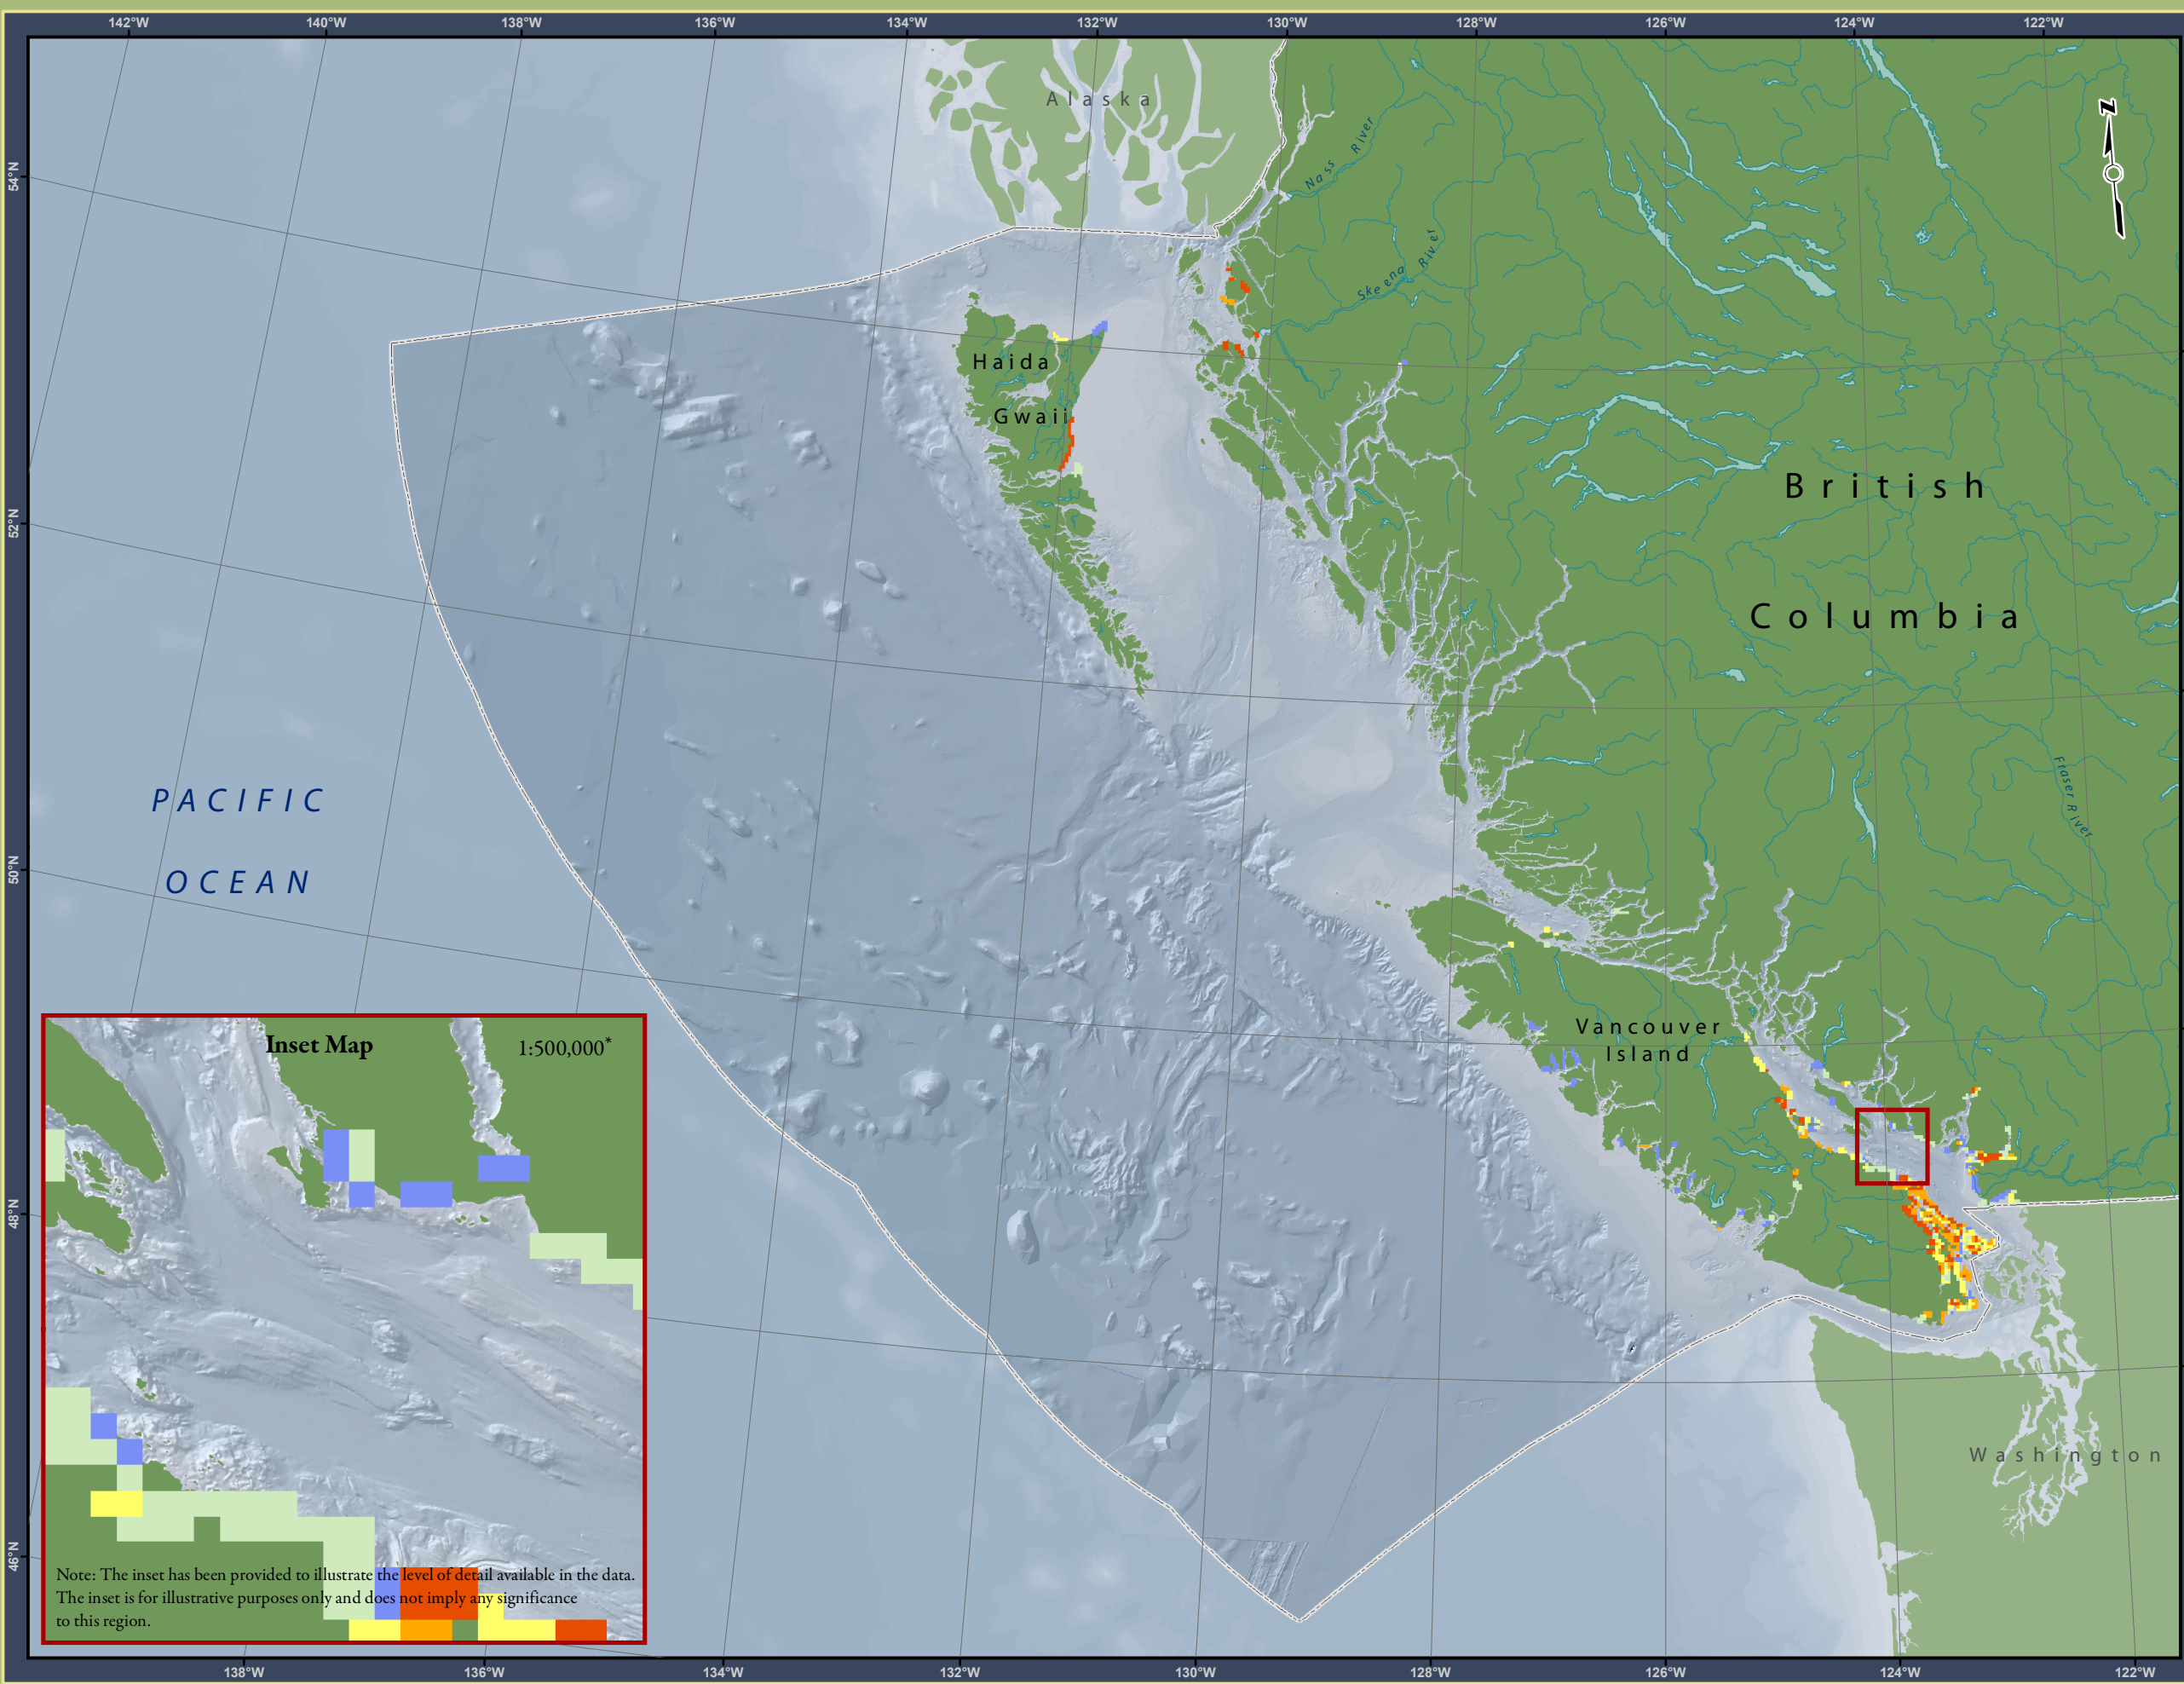 142°W 140°W 138°W 136°W 134°W 132°W 130°W 128°W 126°W 124°W 122°W
Alaska
N
Nass River
54°N
Skeena River
Haida
Gwaii
British
52°N
Columbia
PACIFIC
Fraser River
50°N
OCEAN
Vancouver
Island
Inset Map
1:500,000*
48°N
Washington
46°N
Note: The inset has been provided to illustrate the level of detail available in the data.
The inset is for illustrative purposes only and does not imply any significance
to this region.
138°W 136°W 134°W 132°W 130°W 128°W 126°W 124°W 122°W